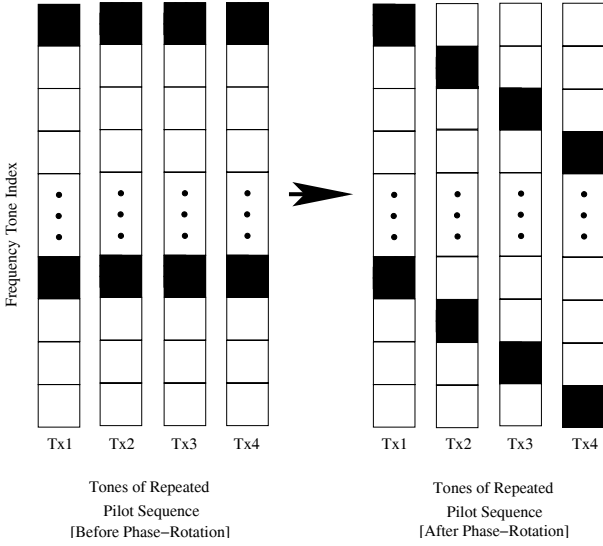 Frequency Tone Index
Tx1 Tx2 Tx3 Tx4
Tones of Repeated
Pilot Sequence
[Before Phase−Rotation]
Tx1 Tx2 Tx3 Tx4
Tones of Repeated
Pilot Sequence
[After Phase−Rotation]